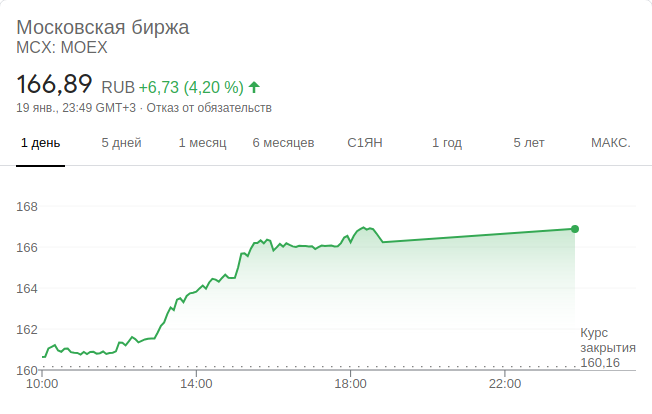 Московская биржа
MCX: MOEX
166,89 RUB +6,73 (4,20 %)
19 янв., 23:49 GMT+3 · Отказ от обязательств
1 день 5 дней 1 месяц 6 месяцев С1ЯН 1 год 5 лет МАКС.
168
166
164
162
160
Курс
закрытия
160,16
10:00 14:00 18:00 22:00